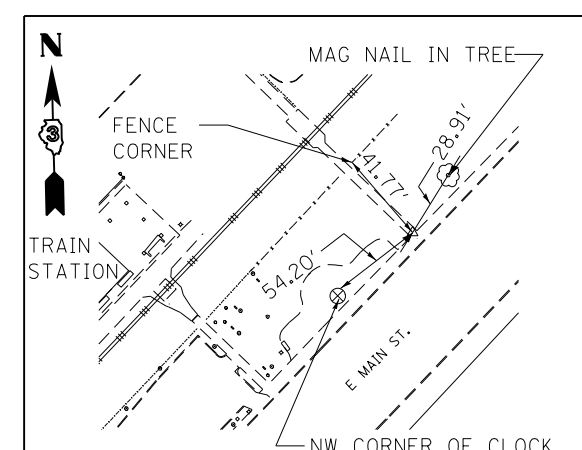 N
MAG NAIL IN TREE
3
FENCE
CORNER
28.91'
41.77'
TRAIN
STATION
54.20'
E MAIN ST.
NW CORNER OF CLOCK